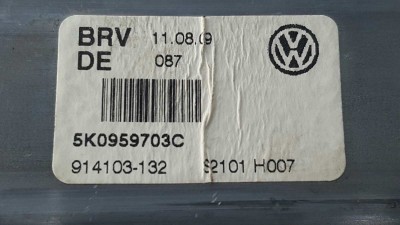 BRV 11.08.09
DE 087
5K0959703C
914103-132 S2101 H007